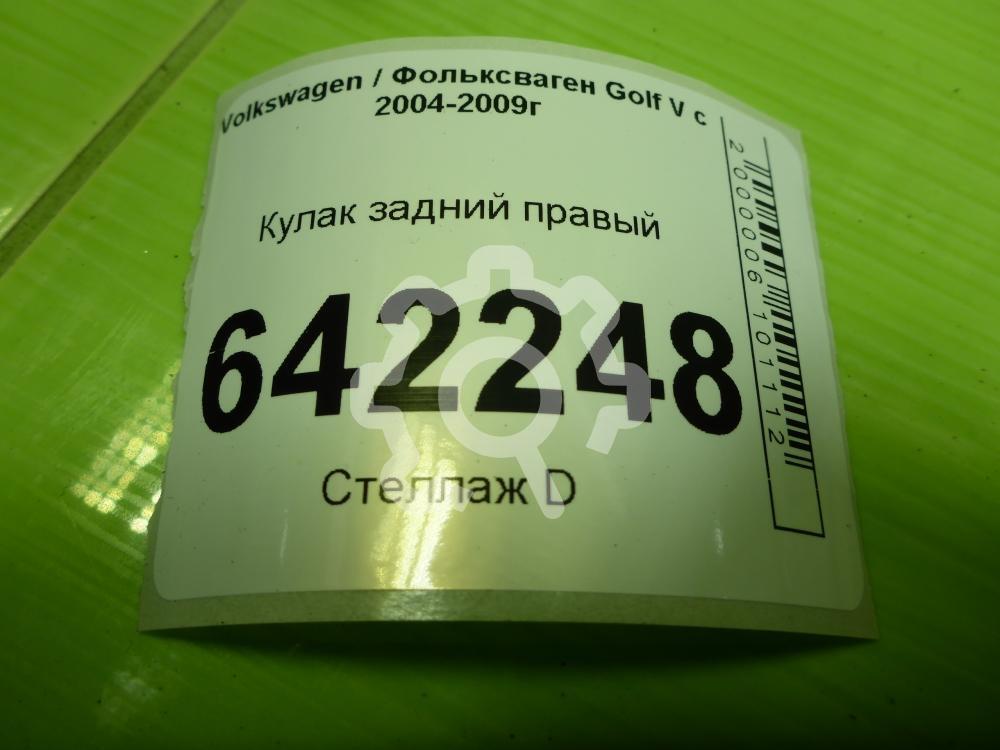 Volkswagen / Фольксваген Golf V с
2004-2009г
Кулак задний правый
642248
Стеллаж D
2000006101112